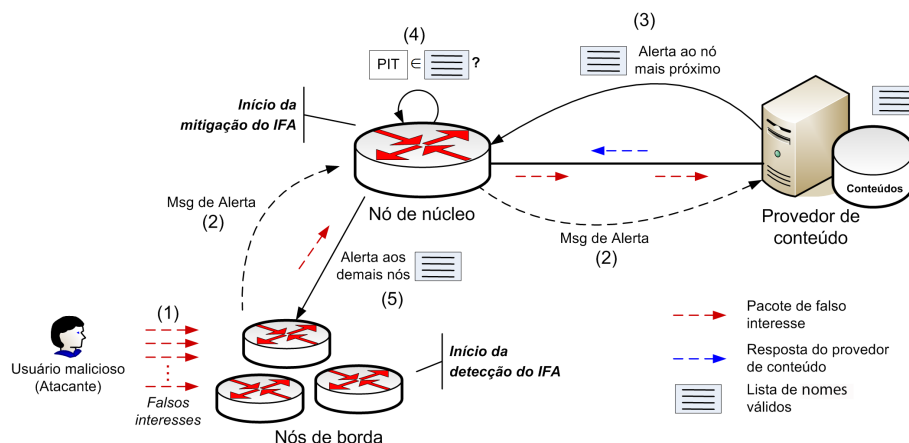 (3)
(4)
Alerta ao nó
mais próximo
PIT ∈ ?
Início da
mitigação do IFA
Conteúdos
Msg de Alerta
(2)
Nó de núcleo
Provedor de
conteúdo
Msg de Alerta
(2)
Alerta aos
demais nós
(5)
(1)
Usuário malicioso
(Atacante)
Falsos
interesses
Início da
detecção do IFA
Nós de borda
Pacote de falso
interesse
Resposta do provedor
de conteúdo
Lista de nomes
válidos